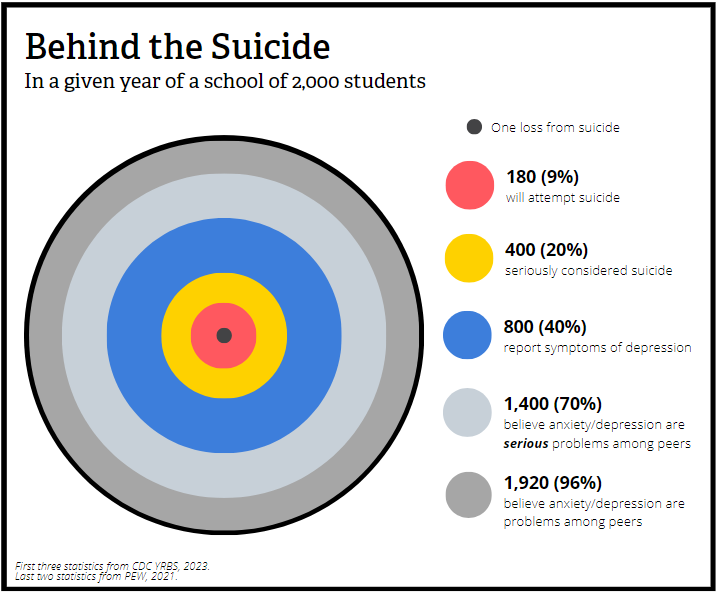 Behind the Suicide
In a given year of a school of 2,000 students
One loss from suicide
180 (9%)
will attempt suicide
400 (20%)
seriously considered suicide
800 (40%)
report symptoms of depression
1,400 (70%)
believe anxiety/depression are
serious problems among peers
1,920 (96%)
believe anxiety/depression are
problems among peers
First three statistics from CDC YRBS, 2023.
Last two statistics from PEW, 2021.